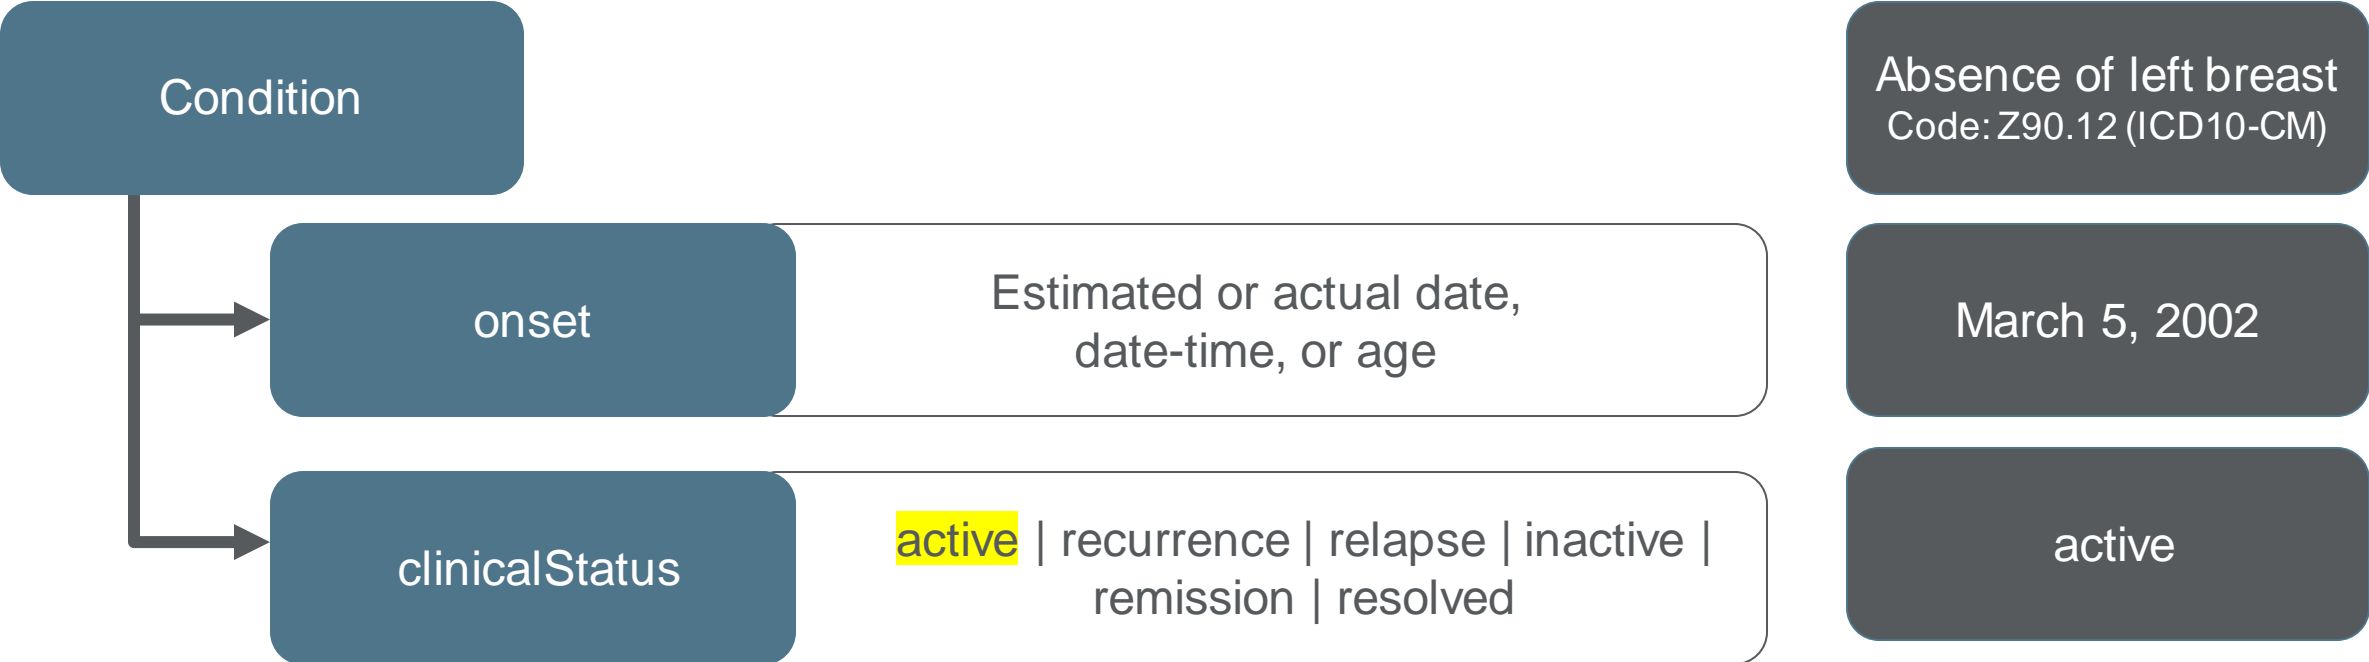 Condition
Absence of left breast
Code: Z90.12 (ICD10-CM)
onset
Estimated or actual date,
date-time, or age
March 5, 2002
clinicalStatus
active | recurrence | relapse | inactive |
remission | resolved
active